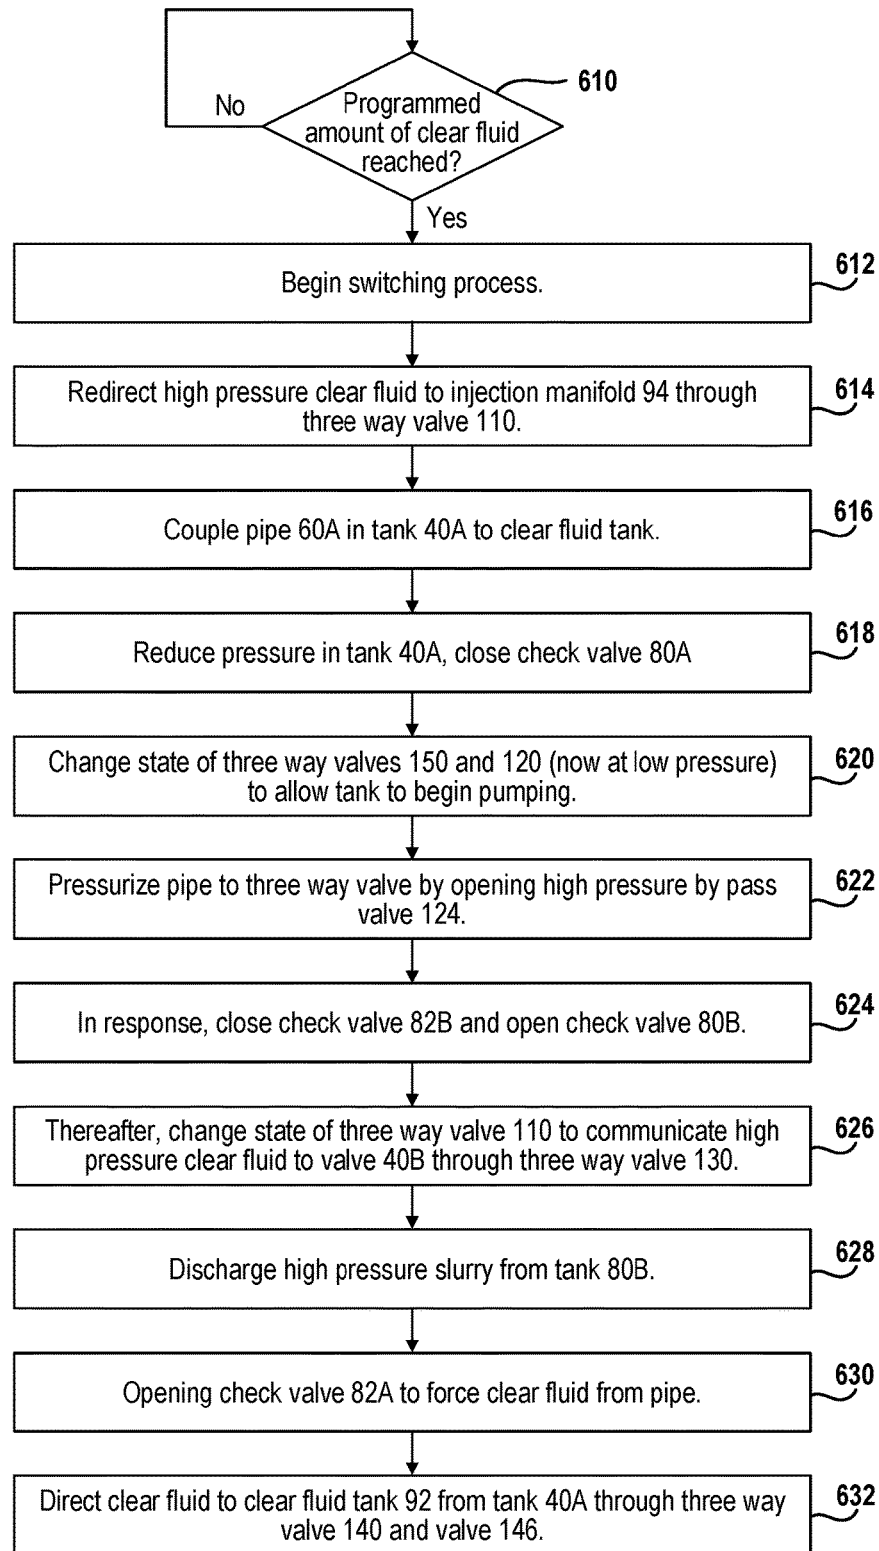 610
Programmed
amount of clear fluid
reached?
No
Yes
612
Begin switching process.
614
Redirect high pressure clear fluid to injection manifold 94 through
three way valve 110.
616
Couple pipe 60A in tank 40A to clear fluid tank.
618
Reduce pressure in tank 40A, close check valve 80A
620
Change state of three way valves 150 and 120 (now at low pressure)
to allow tank to begin pumping.
622
Pressurize pipe to three way valve by opening high pressure by pass
valve 124.
624
In response, close check valve 82B and open check valve 80B.
626
Thereafter, change state of three way valve 110 to communicate high
pressure clear fluid to valve 40B through three way valve 130.
628
Discharge high pressure slurry from tank 80B.
630
Opening check valve 82A to force clear fluid from pipe.
632
Direct clear fluid to clear fluid tank 92 from tank 40A through three way
valve 140 and valve 146.